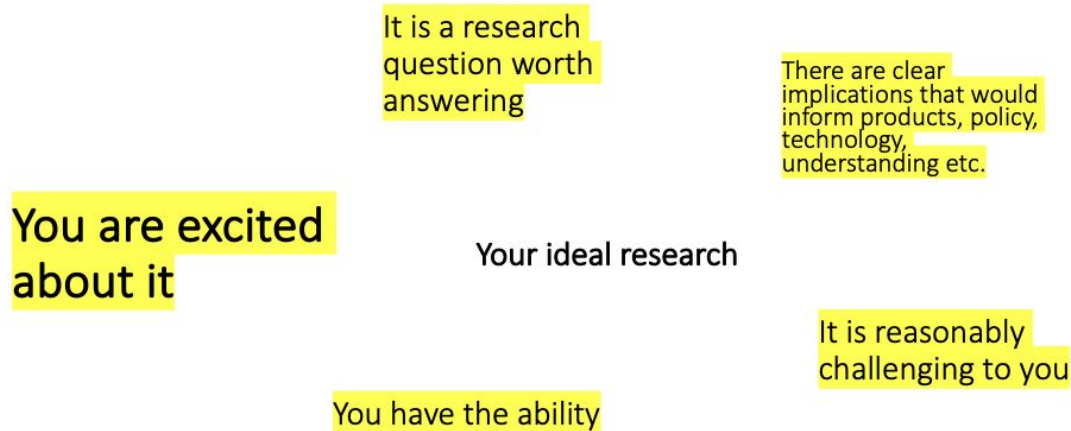 It is a research
question worth
answering
There are clear
implications that would
inform products, policy,
technology,
understanding etc.
You are excited
about it
Your ideal research
It is reasonably
challenging to you
You have the ability